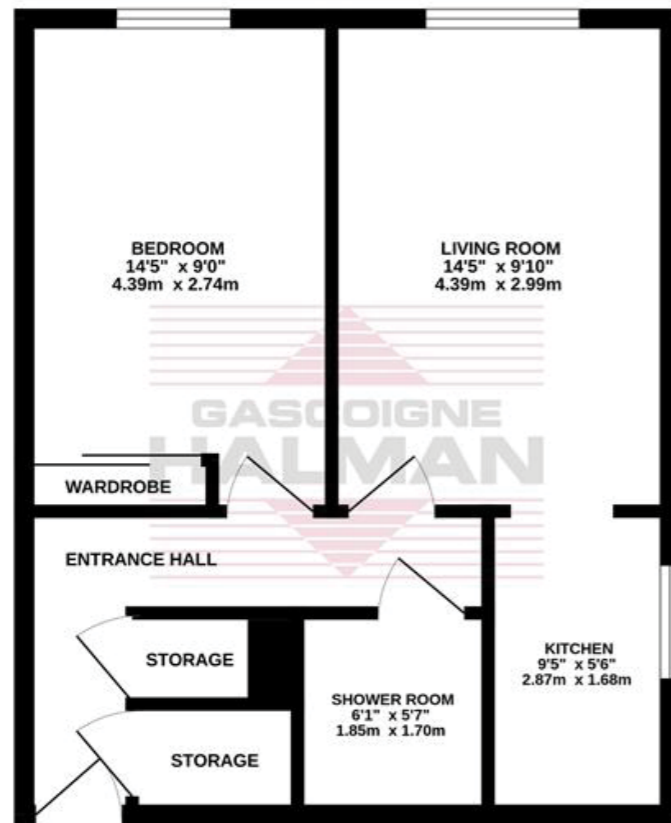 BEDROOM
14'5" x 9'0"
4.39m x 2.74m
LIVING ROOM
14'5" x 9'10"
4.39m x 2.99m
GASCOIGNE
HALMAN
WARDROBE
ENTRANCE HALL
STORAGE
KITCHEN
9'5" x 5'6"
2.87m x 1.68m
SHOWER ROOM
6'1" x 5'7"
1.85m x 1.70m
STORAGE